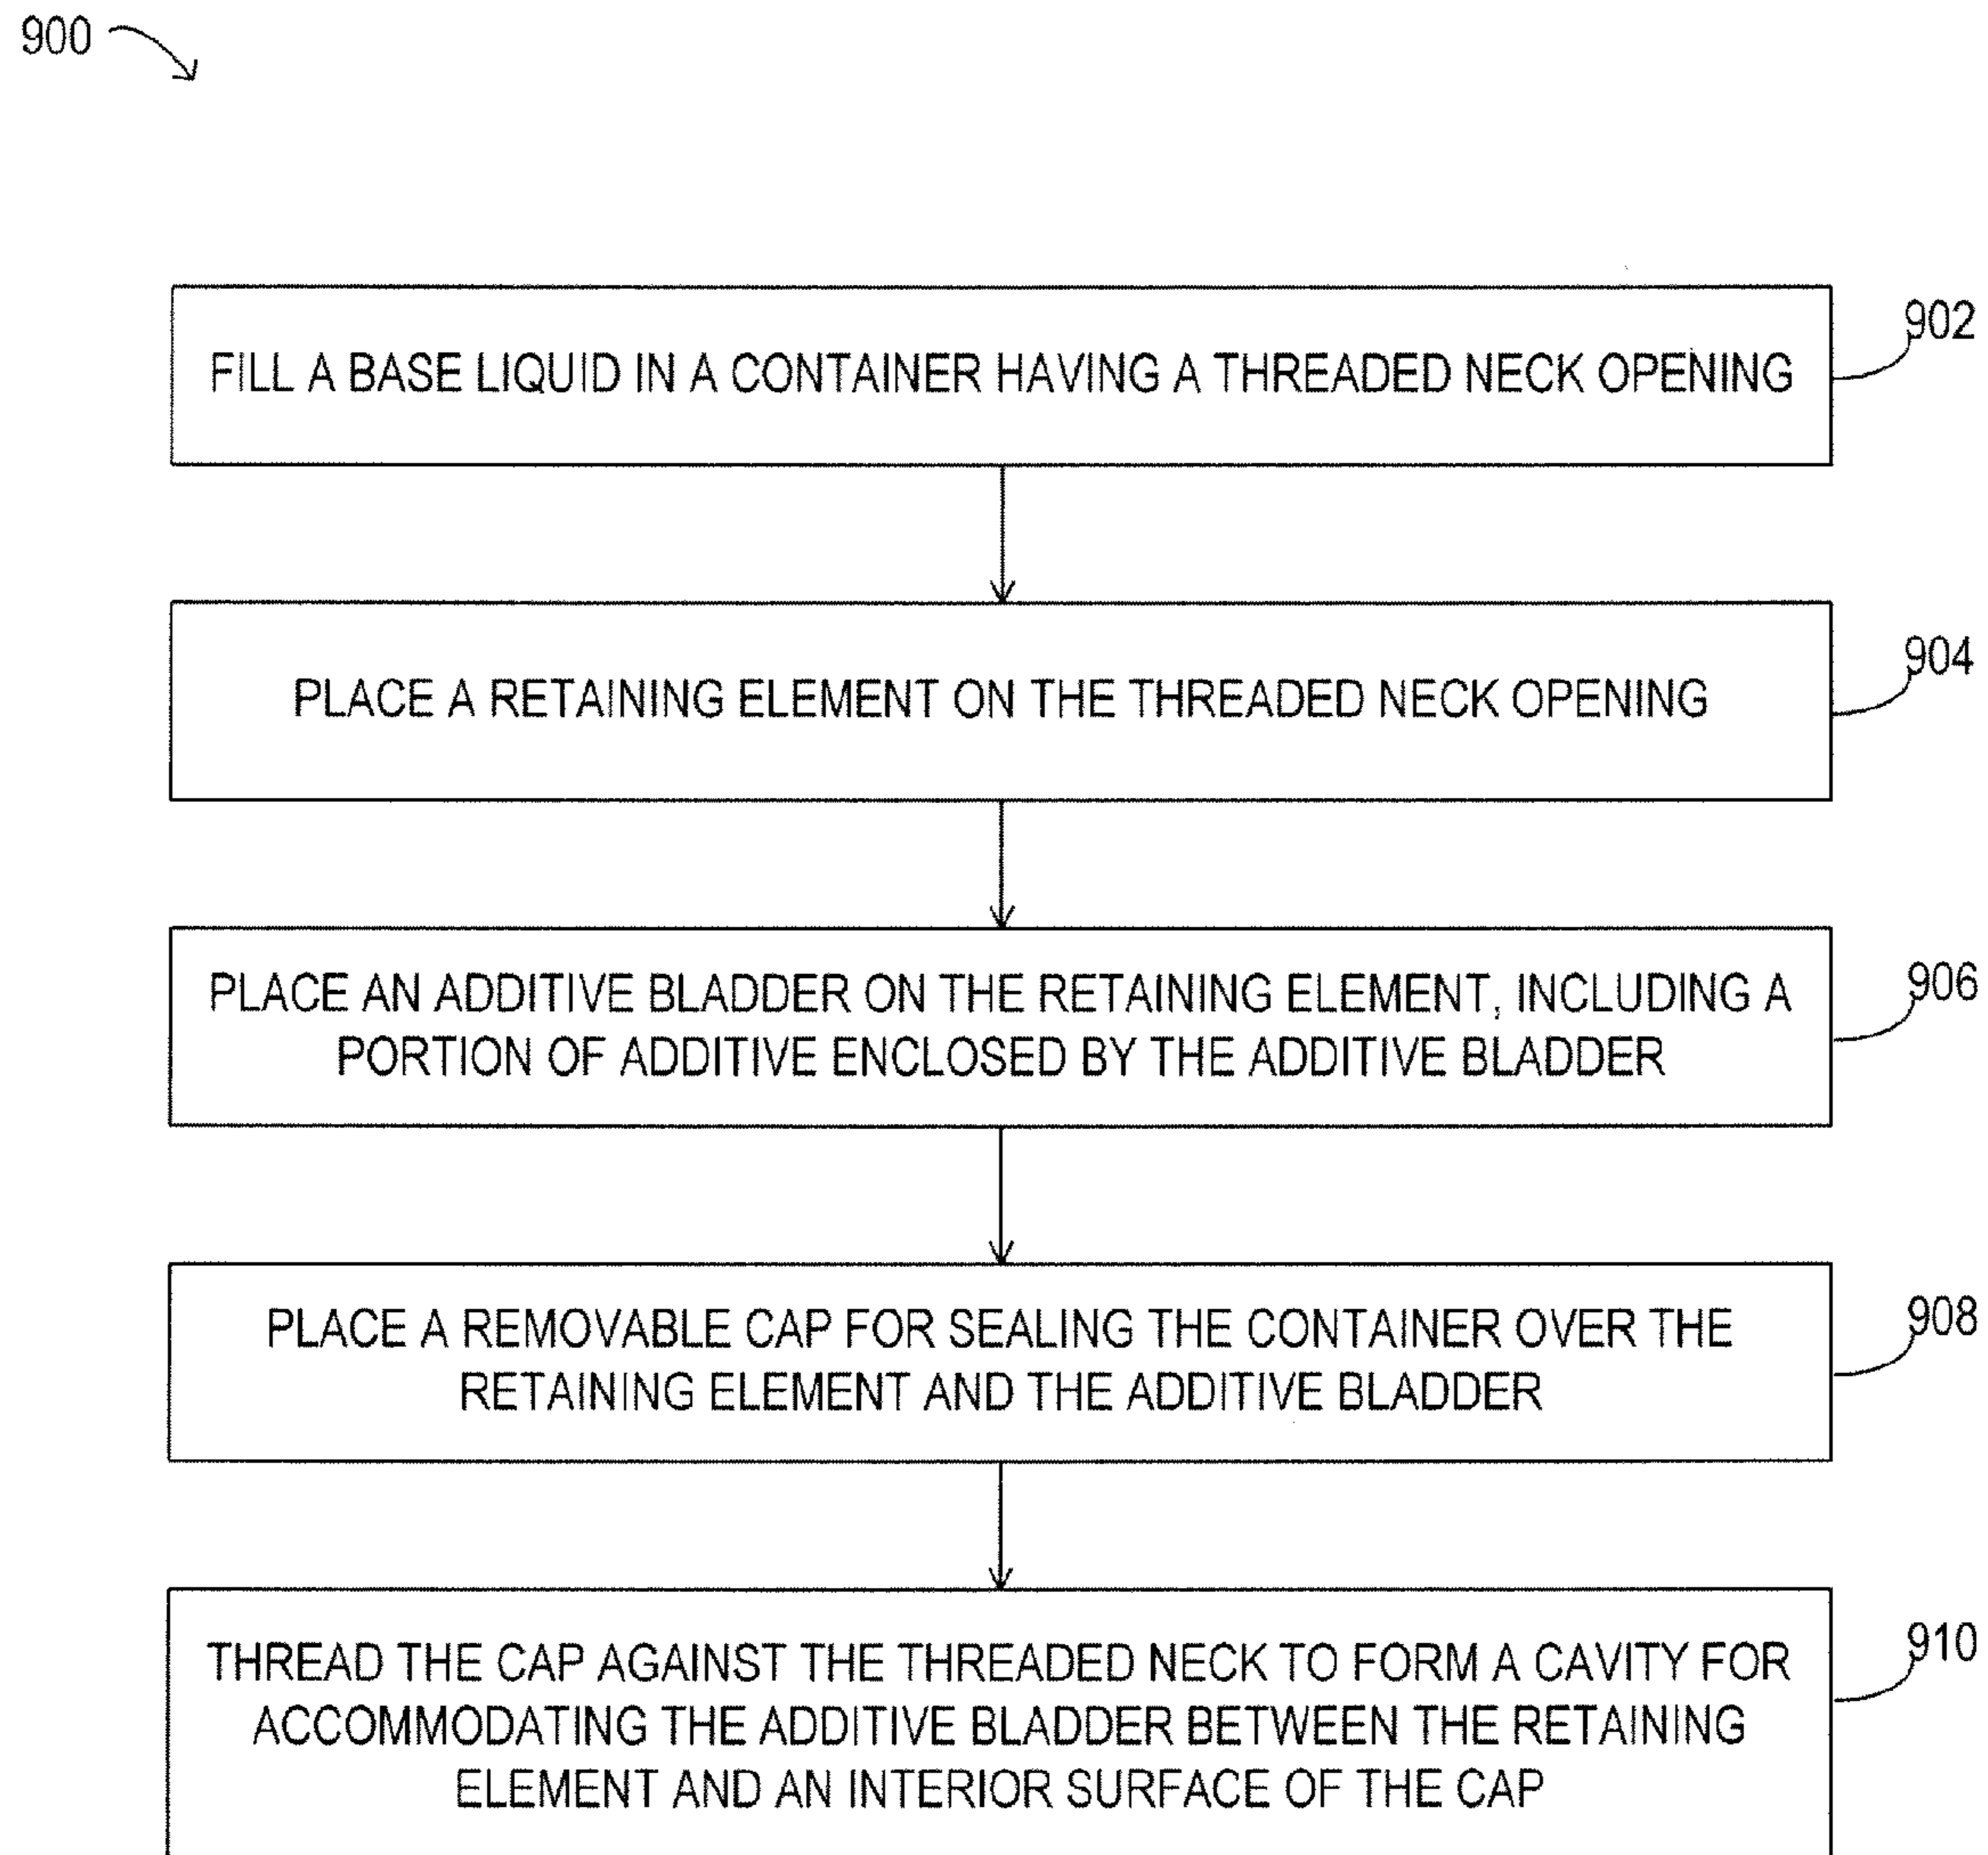 900
FILL A BASE LIQUID IN A CONTAINER HAVING A THREADED NECK OPENING
902
PLACE A RETAINING ELEMENT ON THE THREADED NECK OPENING
904
PLACE AN ADDITIVE BLADDER ON THE RETAINING ELEMENT, INCLUDING A
PORTION OF ADDITIVE ENCLOSED BY THE ADDITIVE BLADDER
906
PLACE A REMOVABLE CAP FOR SEALING THE CONTAINER OVER THE
RETAINING ELEMENT AND THE ADDITIVE BLADDER
908
THREAD THE CAP AGAINST THE THREADED NECK TO FORM A CAVITY FOR
ACCOMMODATING THE ADDITIVE BLADDER BETWEEN THE RETAINING
ELEMENT AND AN INTERIOR SURFACE OF THE CAP
910